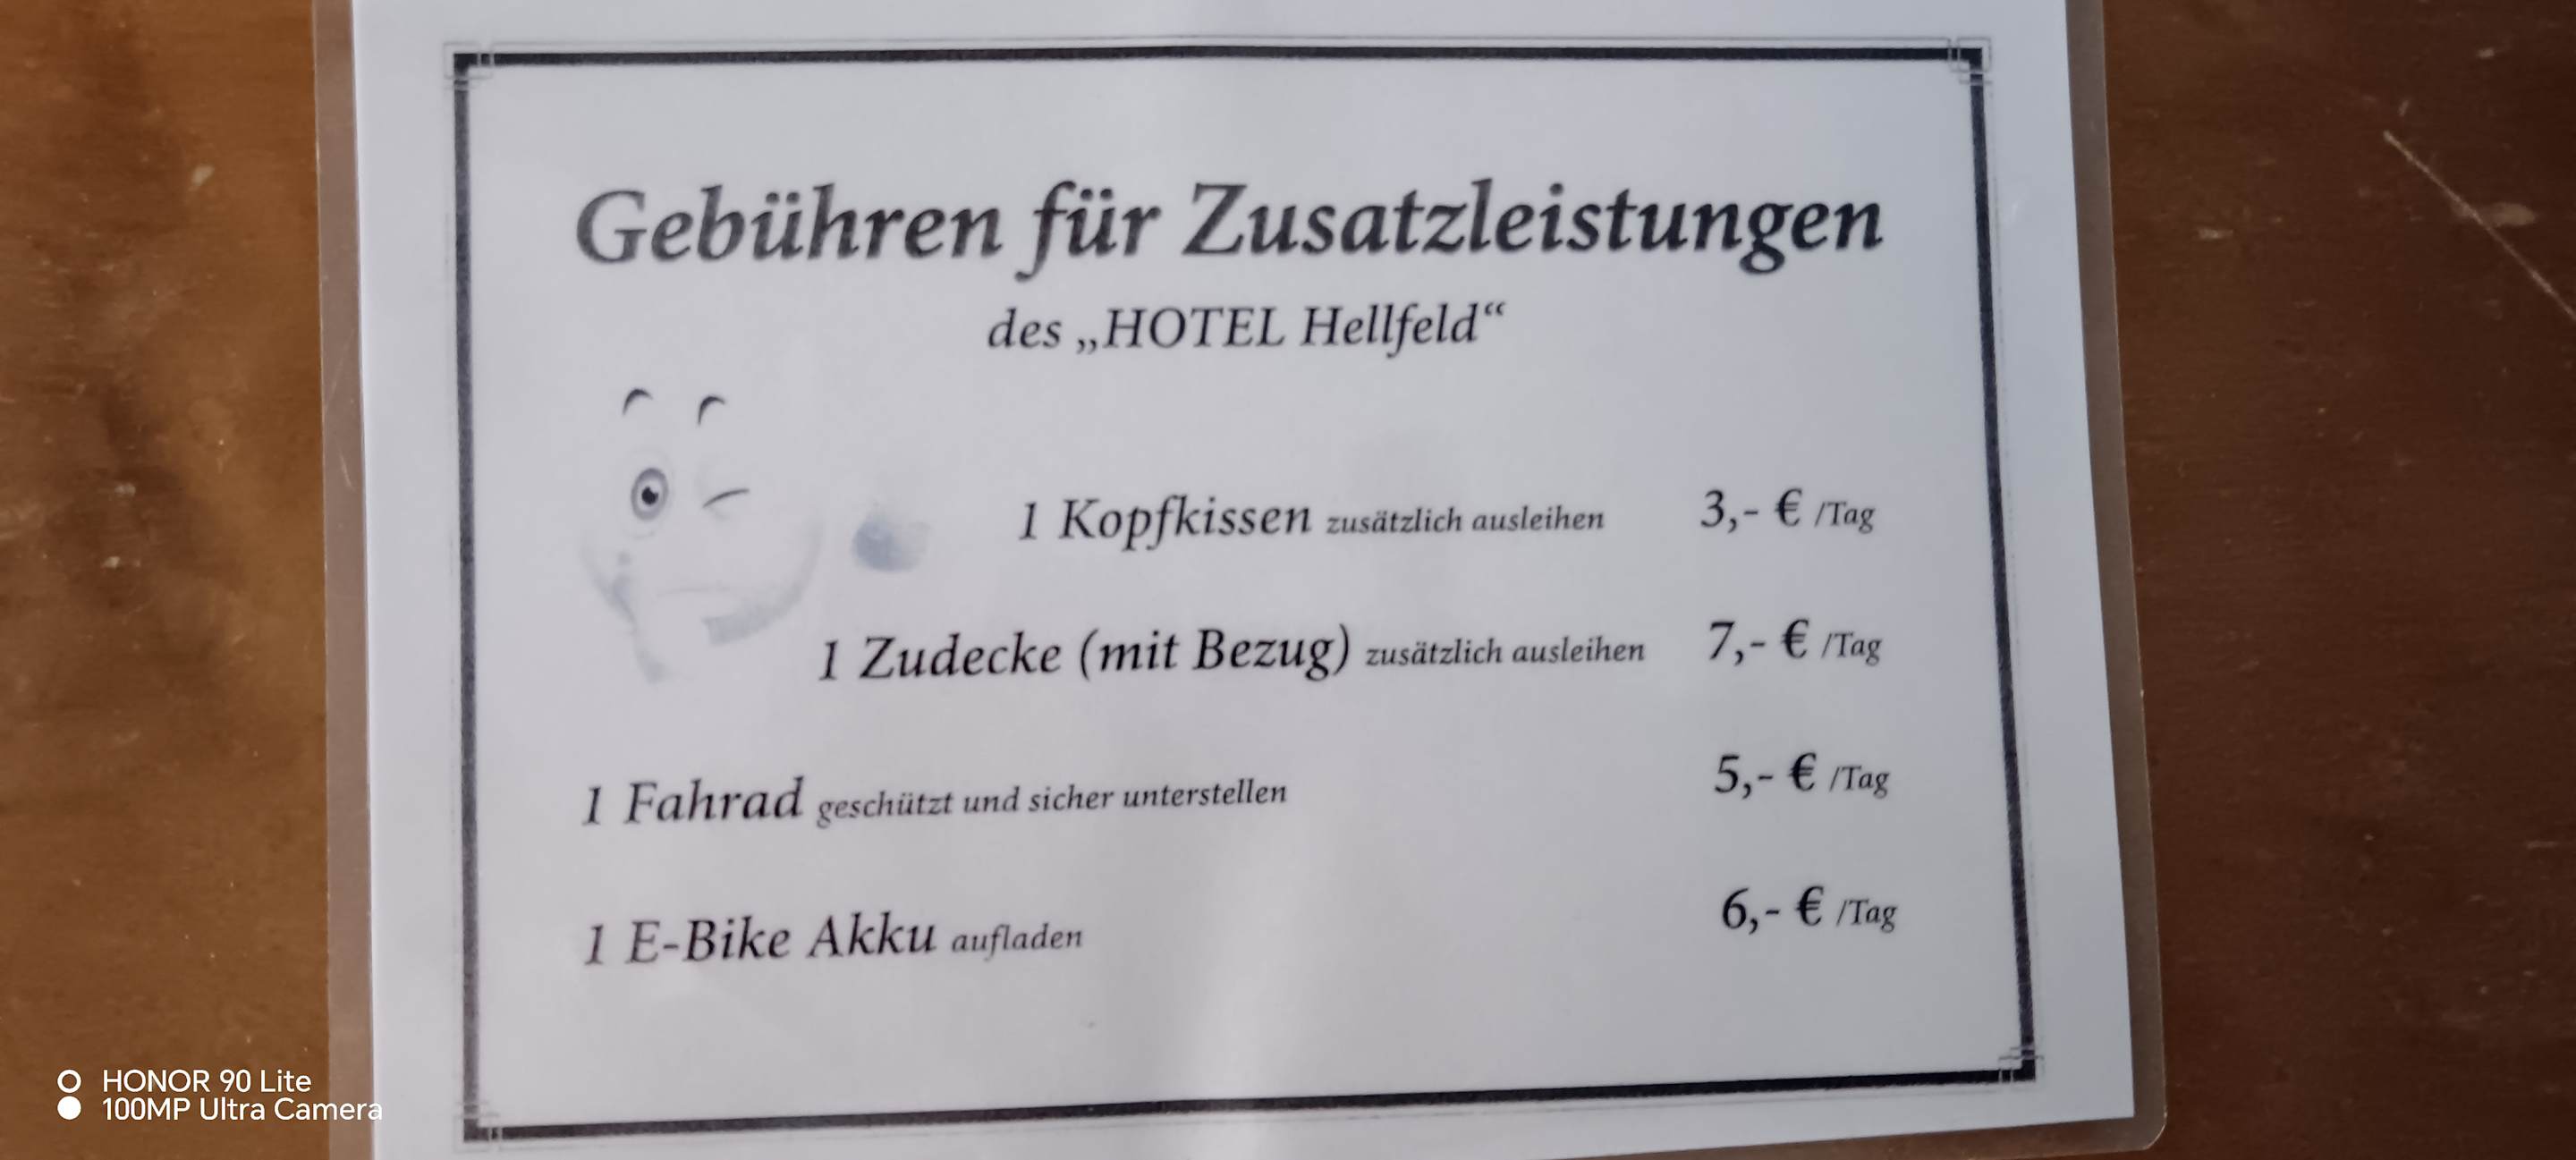 Gebühren für Zusatzleistungen
des „HOTEL Hellfeld“
1 Kopfkissen zusätzlich ausleihen 3,- € /Tag
1 Zudecke (mit Bezug) zusätzlich ausleihen 7,- € /Tag
1 Fahrad geschützt und sicher unterstellen 5,- € /Tag
1 E-Bike Akku aufladen 6,- € /Tag
HONOR 90 Lite
100MP Ultra Camera